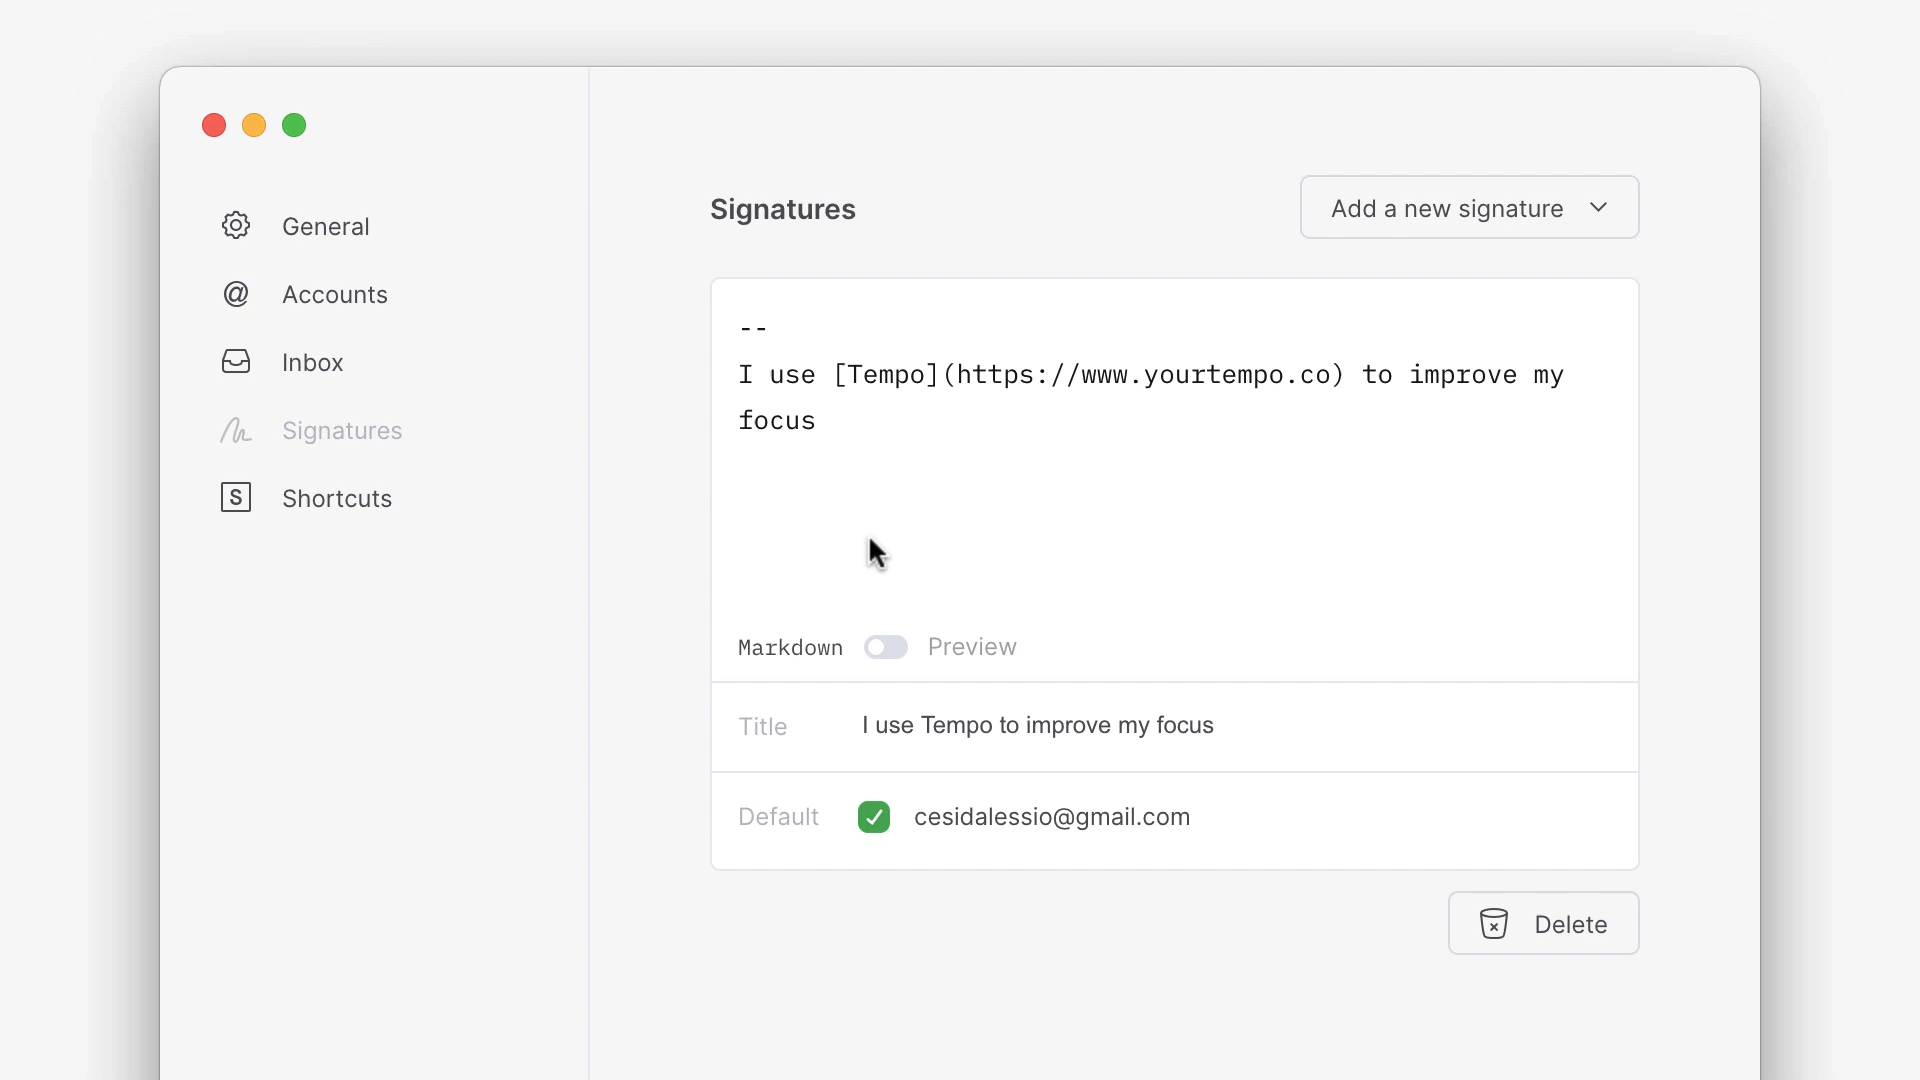 General
Accounts
Inbox
Signatures
Shortcuts
Signatures
Add a new signature
--
I use [Tempo](https://www.yourtempo.co) to improve my
focus
Markdown Preview
Title I use Tempo to improve my focus
Default cesidalessio@gmail.com
Delete